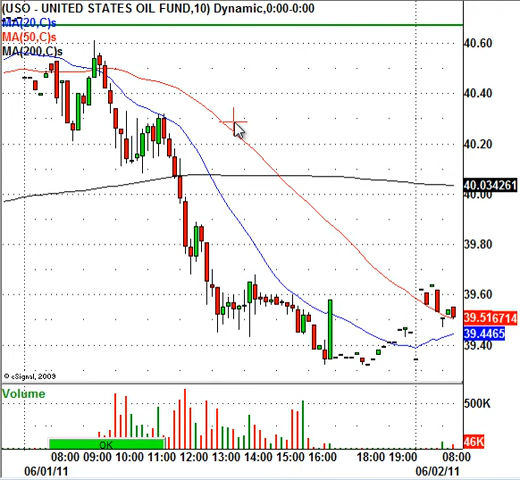 (USO - UNITED STATES OIL FUND,10) Dynamic,0:00-0:00
MA(20,C)s
MA(50,C)s
MA(200,C)s
40.60
40.40
40.20
40.034261
40.00
39.80
39.60
39.516714
39.4465
39.40
© eSignal, 2009
Volume
500K
OK
46K
08:00 09:00 10:00 11:00 12:00 13:00 14:00 15:00 16:00 18:00 19:00 08:00
06/01/11 06/02/11